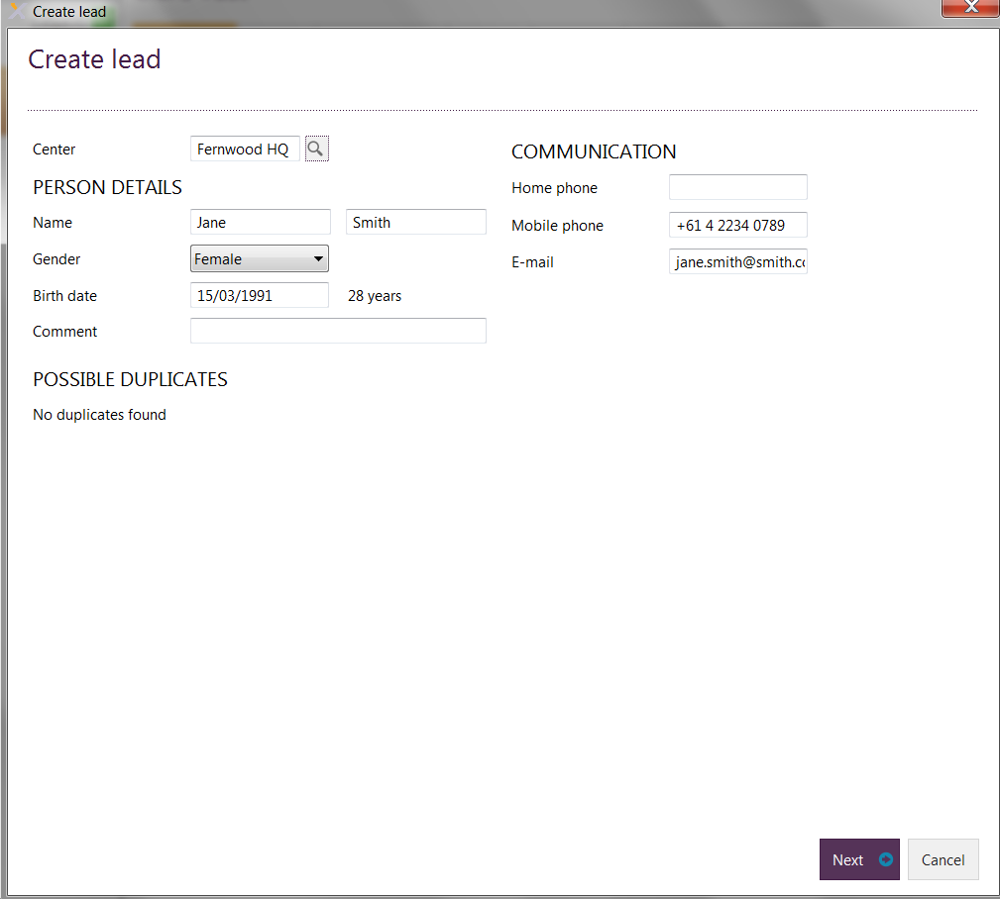 Create lead
Create lead
Center Fernwood HQ
PERSON DETAILS
Name Jane Smith
Gender Female
Birth date 15/03/1991 28 years
Comment
POSSIBLE DUPLICATES
No duplicates found
COMMUNICATION
Home phone
Mobile phone +61 4 2234 0789
E-mail jane.smith@smith.co
Next
Cancel